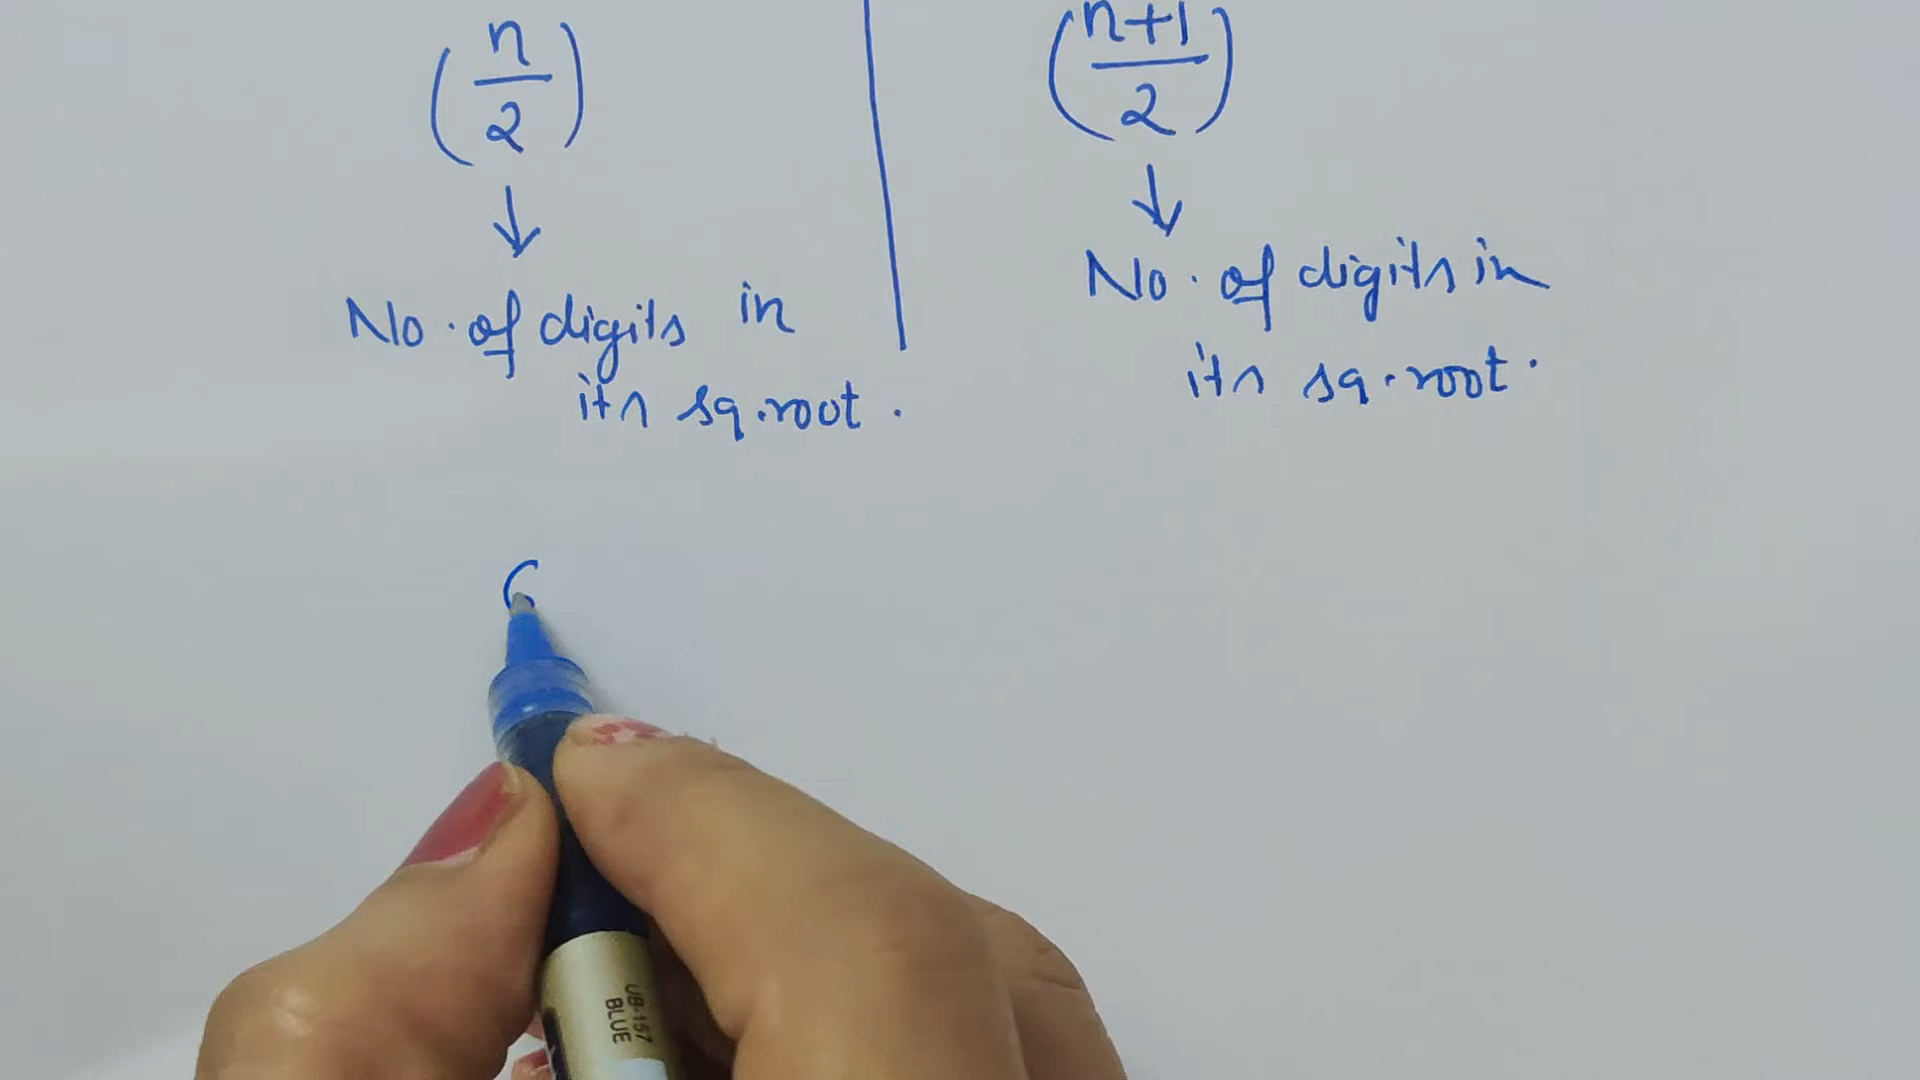 (n/2)
↓
No. of digits in
its sq. root.
(n+1/2)
↓
No. of digits in
its sq. root.
6
UB-157
BLUE